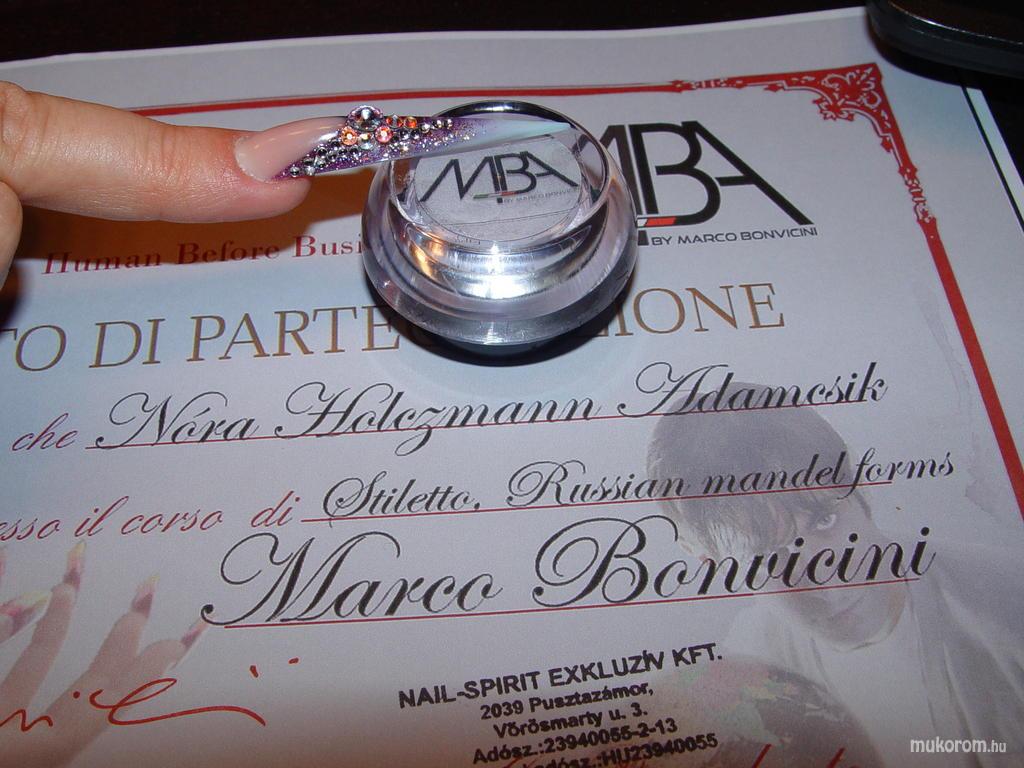 MBA
BY MARCO BONVICINI
MBA
BY MARCO BONVICINI
Human Before Busi
TO DI PARTE IONE
che Nóra Holczmann Adamcsik
esso il corso di Stiletto. Russian mandel forms
Marco Bonvicini
NAIL-SPIRIT EXKLUZÍV KFT.
2039 Pusztazámor,
Vörösmarty u. 3.
Adósz.:23940055-2-13
adósz.:HU23940055
mukorom.hu